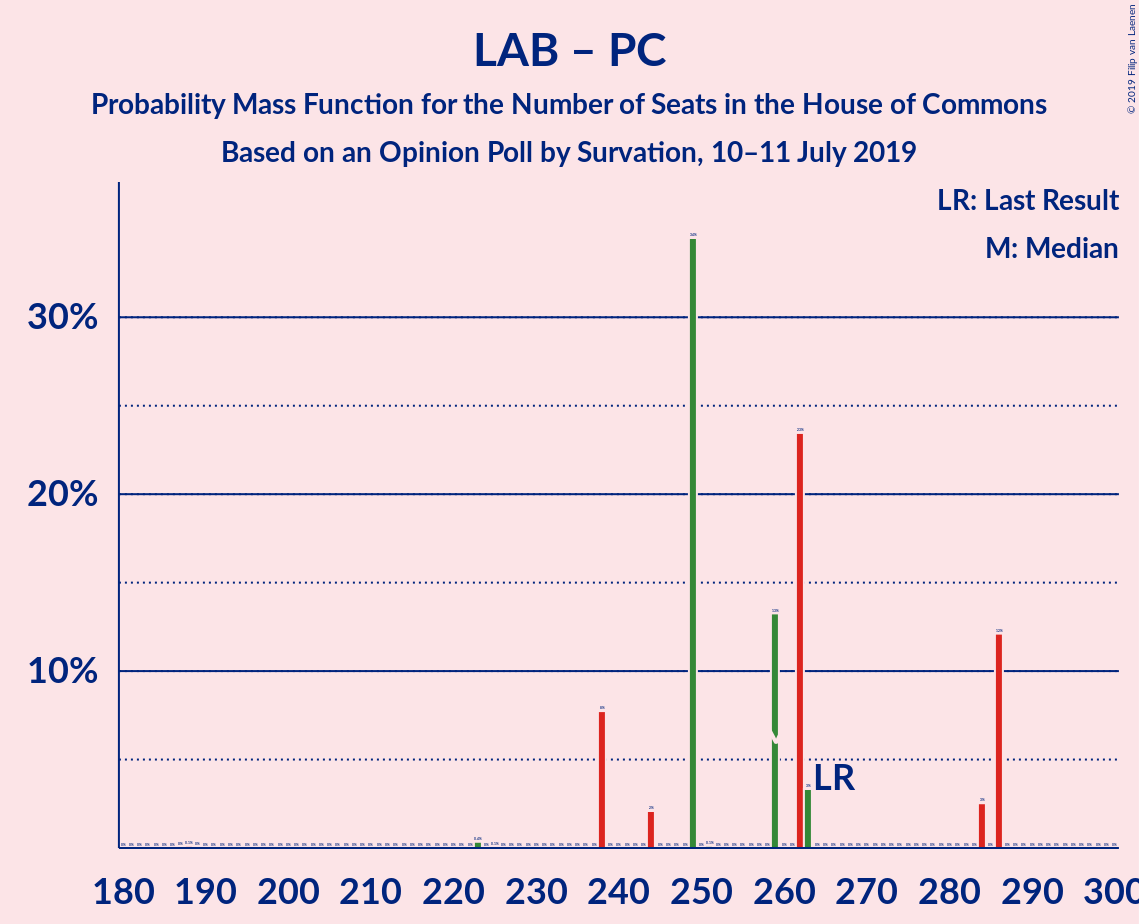 LAB – PC
Probability Mass Function for the Number of Seats in the House of Commons
Based on an Opinion Poll by Survation, 10–11 July 2019
© 2019 Filip van Laenen
LR: Last Result
M: Median
30%
20%
10%
LR
180 190 200 210 220 230 240 250 260 270 280 290 300